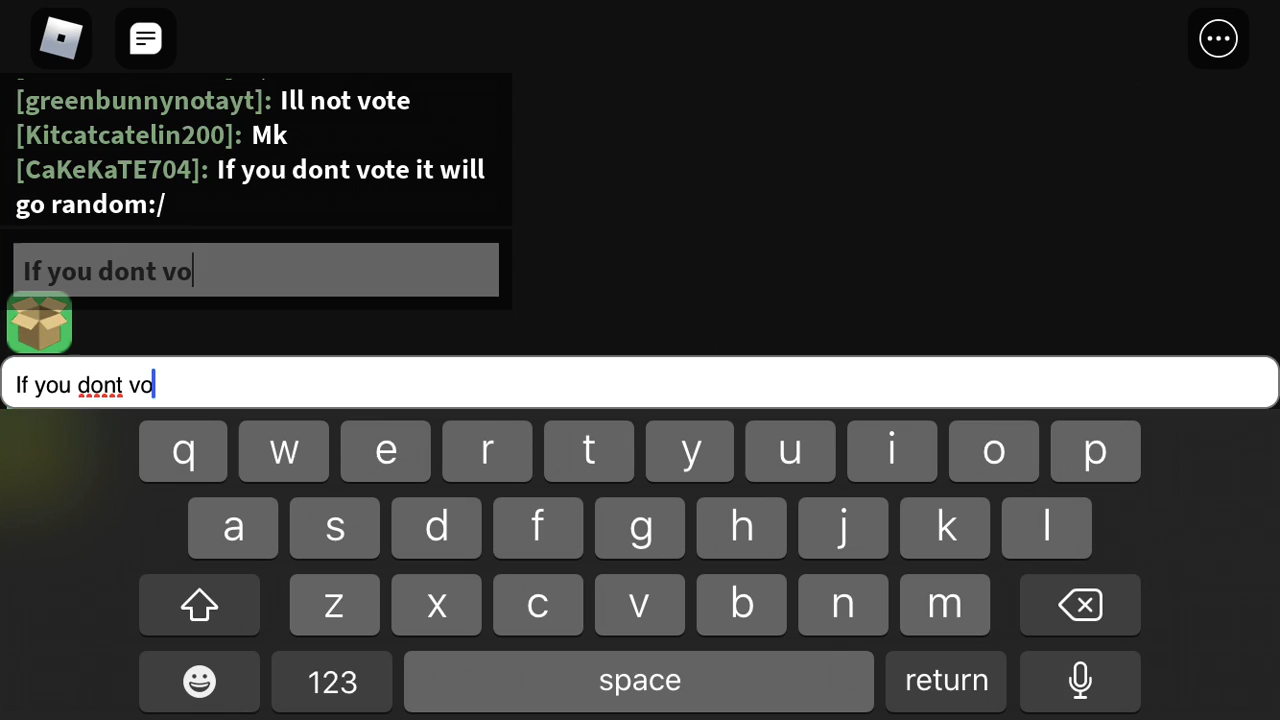 [greenbunnynotayt]: Ill not vote
[Kitcatcatelin200]: Mk
[CaKeKaTE704]: If you dont vote it will
go random:/
If you dont vo
If you dont vo
q w e r t y u i o p
a s d f g h j k l
z x c v b n m
123 space return